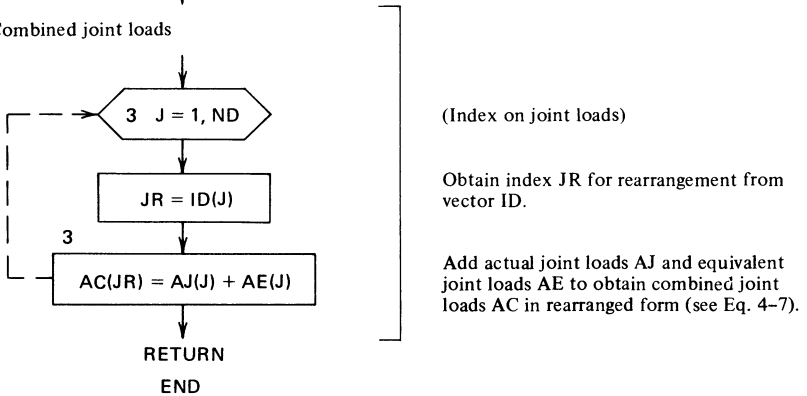 Combined joint loads
3 J = 1, ND
(Index on joint loads)
JR = ID(J)
Obtain index JR for rearrangement from
vector ID.
3
AC(JR) = AJ(J) + AE(J)
Add actual joint loads AJ and equivalent
joint loads AE to obtain combined joint
loads AC in rearranged form (see Eq. 4–7).
RETURN
END